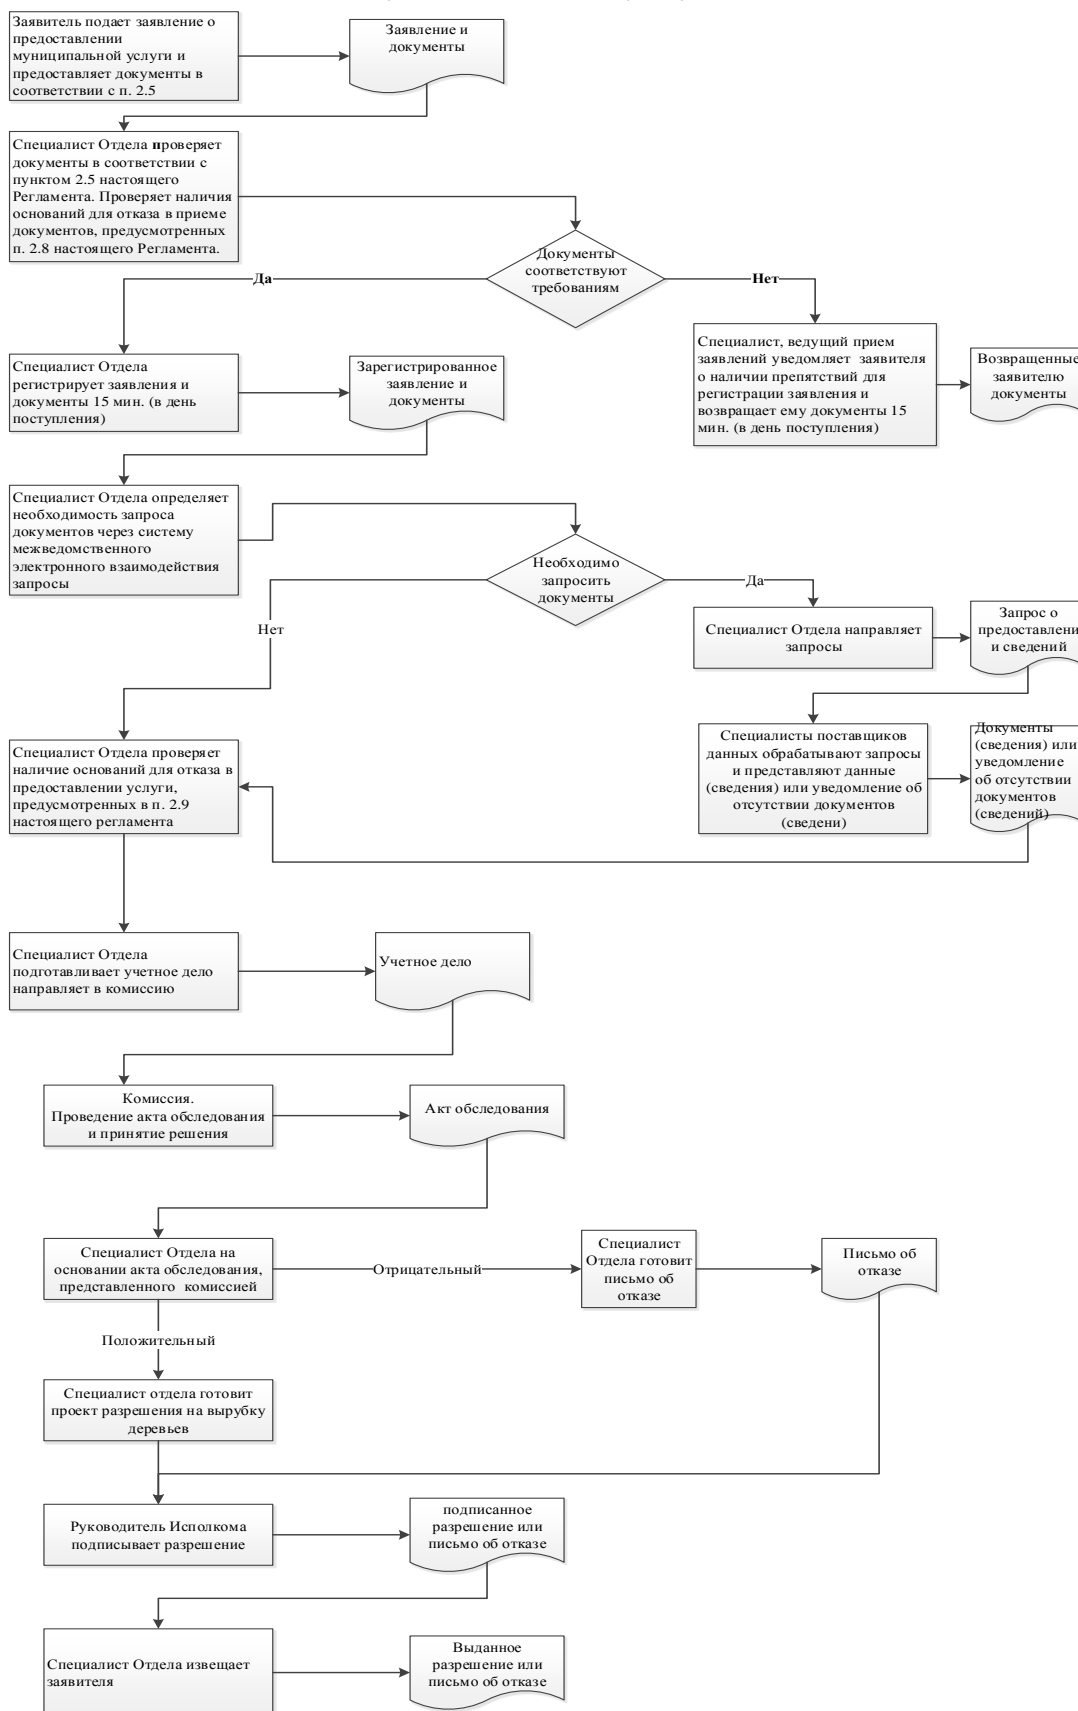 Заявитель подает заявление о
предоставлении
муниципальной услуги и
предоставляет документы в
соответствии с п. 2.5
Заявление и
документы
Специалист Отдела проверяет
документы в соответствии с
пунктом 2.5 настоящего
Регламента. Проверяет наличия
оснований для отказа в приеме
документов, предусмотренных
п. 2.8 настоящего Регламента.
Документы
соответствуют
требованиям
Да
Нет
Специалист Отдела
регистрирует заявления и
документы 15 мин. (в день
поступления)
Зарегистрированное
заявление и
документы
Специалист, ведущий прием
заявлений уведомляет заявителя
о наличии препятствий для
регистрации заявления и
возвращает ему документы 15
мин. (в день поступления)
Возвращенные
заявителю
документы
Специалист Отдела определяет
необходимость запроса
документов через систему
межведомственного
электронного взаимодействия
запросы
Необходимо
запросить
документы
Да
Нет
Специалист Отдела направляет
запросы
Запрос о
предоставлени
и сведений
Специалисты поставщиков
данных обрабатывают запросы
и представляют данные
(сведения) или уведомление об
отсутствии документов
(сведени)
Документы
(сведения) или
уведомление
об отсутствии
документов
(сведений)
Специалист Отдела проверяет
наличие оснований для отказа в
предоставлении услуги,
предусмотренных в п. 2.9
настоящего регламента
Специалист Отдела
подготавливает учетное дело
направляет в комиссию
Учетное дело
Комиссия.
Проведение акта обследования
и принятие решения
Акт обследования
Специалист Отдела на
основании акта обследования,
представленного комиссией
Отрицательный
Специалист
Отдела готовит
письмо об
отказе
Письмо об
отказе
Положительный
Специалист отдела готовит
проект разрешения на вырубку
деревьев
Руководитель Исполкома
подписывает разрешение
подписанное
разрешение или
письмо об отказе
Специалист Отдела извещает
заявителя
Выданное
разрешение или
письмо об отказе